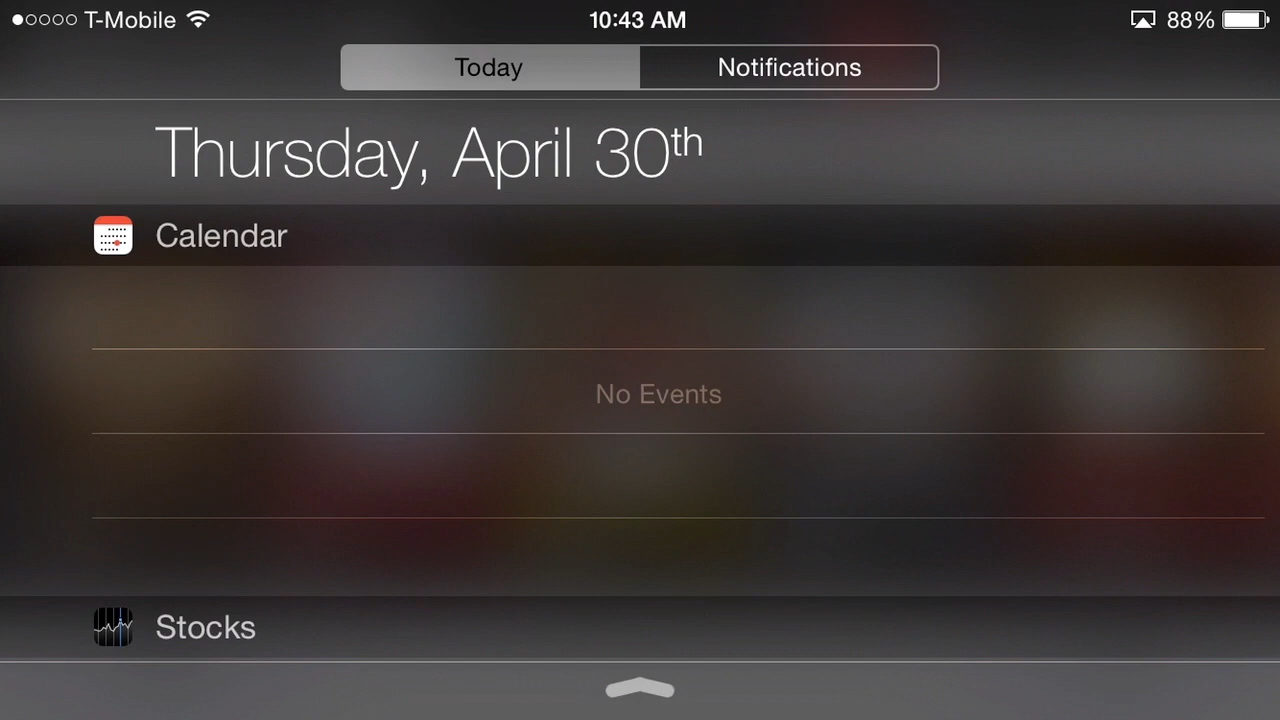 T-Mobile 10:43 AM 88%
Today Notifications
Thursday, April 30th
Calendar
No Events
Stocks